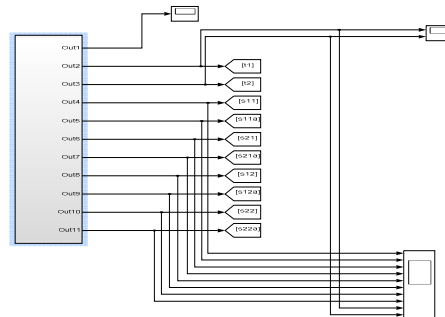 Out1
Out2
[t1]
Out3
[t2]
Out4
[s11]
Out5
[s11a]
Out6
[s21]
Out7
[s21a]
Out8
[s12]
Out9
[s12a]
Out10
[s22]
Out11
[s22a]